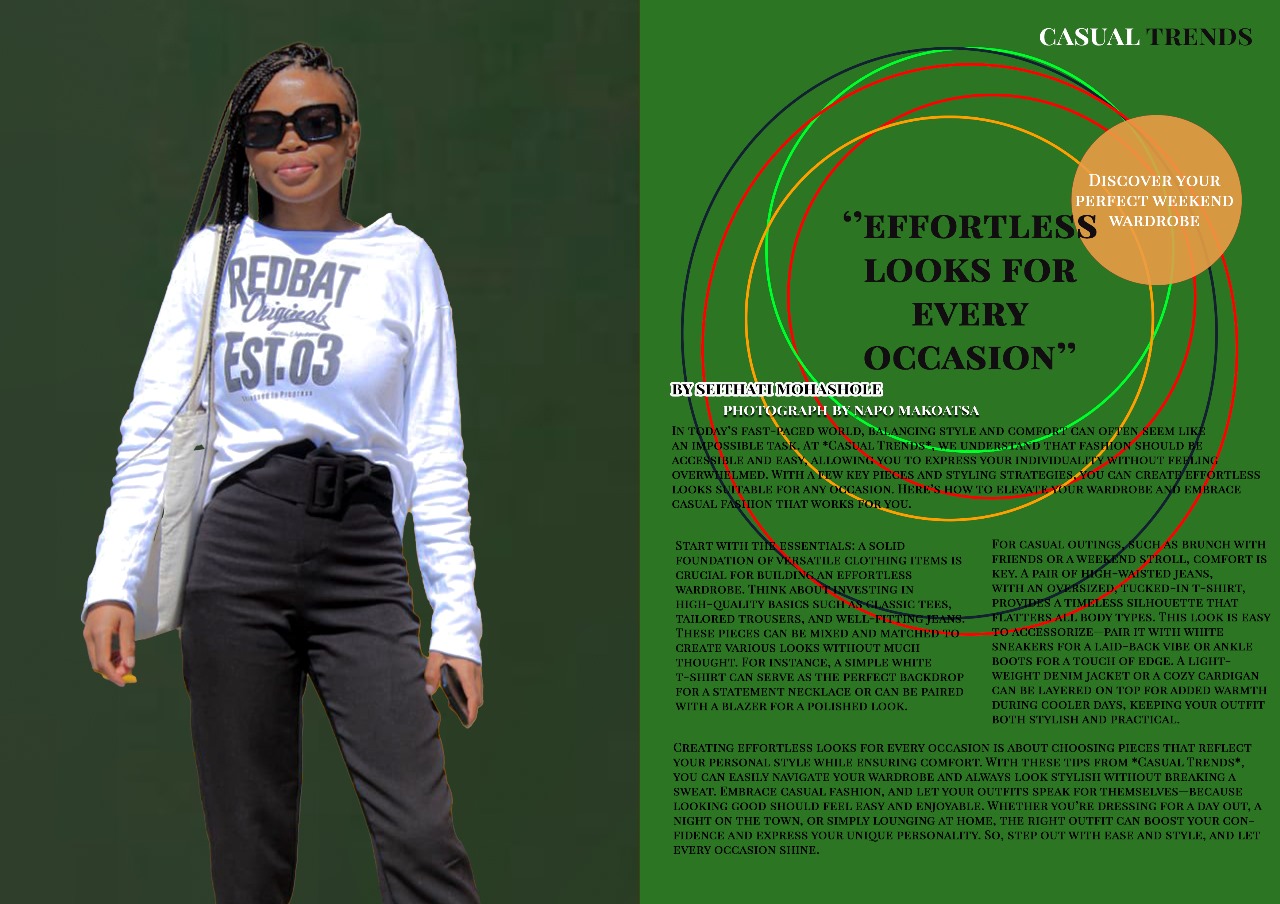 REDBAT
Originals
EST.03
CASUAL TRENDS
DISCOVER YOUR
PERFECT WEEKEND
WARDROBE
‘’EFFORTLESS
LOOKS FOR
EVERY
OCCASION”
BY SEITHATI MOHASHOLE
PHOTOGRAPH BY NAPO MAKOATSA
IN TODAY’S FAST-PACED WORLD, BALANCING STYLE AND COMFORT CAN OFTEN SEEM LIKE
AN IMPOSSIBLE TASK. AT *CASUAL TRENDS*, WE UNDERSTAND THAT FASHION SHOULD BE
ACCESSIBLE AND EASY, ALLOWING YOU TO EXPRESS YOUR INDIVIDUALITY WITHOUT FEELING
OVERWHELMED. WITH A FEW KEY PIECES AND STYLING STRATEGIES, YOU CAN CREATE EFFORTLESS
LOOKS SUITABLE FOR ANY OCCASION. HERE’S HOW TO ELEVATE YOUR WARDROBE AND EMBRACE
CASUAL FASHION THAT WORKS FOR YOU.
START WITH THE ESSENTIALS: A SOLID
FOUNDATION OF VERSATILE CLOTHING ITEMS IS
CRUCIAL FOR BUILDING AN EFFORTLESS
WARDROBE. THINK ABOUT INVESTING IN
HIGH-QUALITY BASICS SUCH AS CLASSIC TEES,
TAILORED TROUSERS, AND WELL-FITTING JEANS.
THESE PIECES CAN BE MIXED AND MATCHED TO
CREATE VARIOUS LOOKS WITHOUT MUCH
THOUGHT. FOR INSTANCE, A SIMPLE WHITE
T-SHIRT CAN SERVE AS THE PERFECT BACKDROP
FOR A STATEMENT NECKLACE OR CAN BE PAIRED
WITH A BLAZER FOR A POLISHED LOOK.
FOR CASUAL OUTINGS, SUCH AS BRUNCH WITH
FRIENDS OR A WEEKEND STROLL, COMFORT IS
KEY. A PAIR OF HIGH-WAISTED JEANS,
WITH AN OVERSIZED, TUCKED-IN T-SHIRT,
PROVIDES A TIMELESS SILHOUETTE THAT
FLATTERS ALL BODY TYPES. THIS LOOK IS EASY
TO ACCESSORIZE—PAIR IT WITH WHITE
SNEAKERS FOR A LAID-BACK VIBE OR ANKLE
BOOTS FOR A TOUCH OF EDGE. A LIGHT-
WEIGHT DENIM JACKET OR A COZY CARDIGAN
CAN BE LAYERED ON TOP FOR ADDED WARMTH
DURING COOLER DAYS, KEEPING YOUR OUTFIT
BOTH STYLISH AND PRACTICAL.
CREATING EFFORTLESS LOOKS FOR EVERY OCCASION IS ABOUT CHOOSING PIECES THAT REFLECT
YOUR PERSONAL STYLE WHILE ENSURING COMFORT. WITH THESE TIPS FROM *CASUAL TRENDS*,
YOU CAN EASILY NAVIGATE YOUR WARDROBE AND ALWAYS LOOK STYLISH WITHOUT BREAKING A
SWEAT. EMBRACE CASUAL FASHION, AND LET YOUR OUTFITS SPEAK FOR THEMSELVES—BECAUSE
LOOKING GOOD SHOULD FEEL EASY AND ENJOYABLE. WHETHER YOU’RE DRESSING FOR A DAY OUT, A
NIGHT ON THE TOWN, OR SIMPLY LOUNGING AT HOME, THE RIGHT OUTFIT CAN BOOST YOUR CON-
FIDENCE AND EXPRESS YOUR UNIQUE PERSONALITY. SO, STEP OUT WITH EASE AND STYLE, AND LET
EVERY OCCASION SHINE.